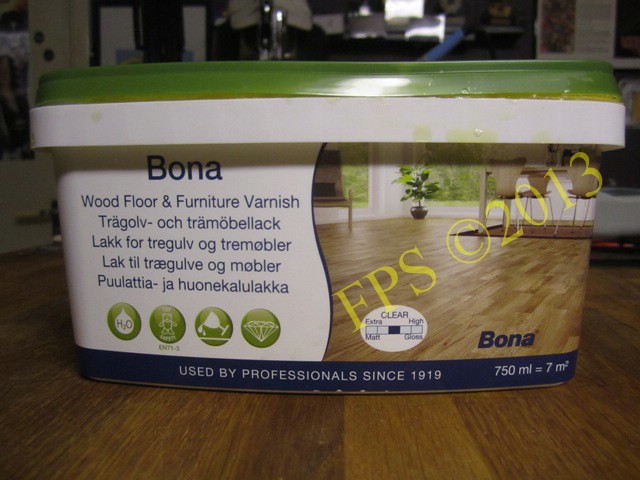 Bona
Wood Floor & Furniture Varnish
Trägolv- och trämöbellack
Lakk for tregulv og tremøbler
Lak til trægulve og møbler
Puulattia- ja huonekalulakka
H₂O
EN71-3
CLEAR
Extra High
Matt Gloss
Bona®
USED BY PROFESSIONALS SINCE 1919
750 ml = 7 m²
FPS ©2013